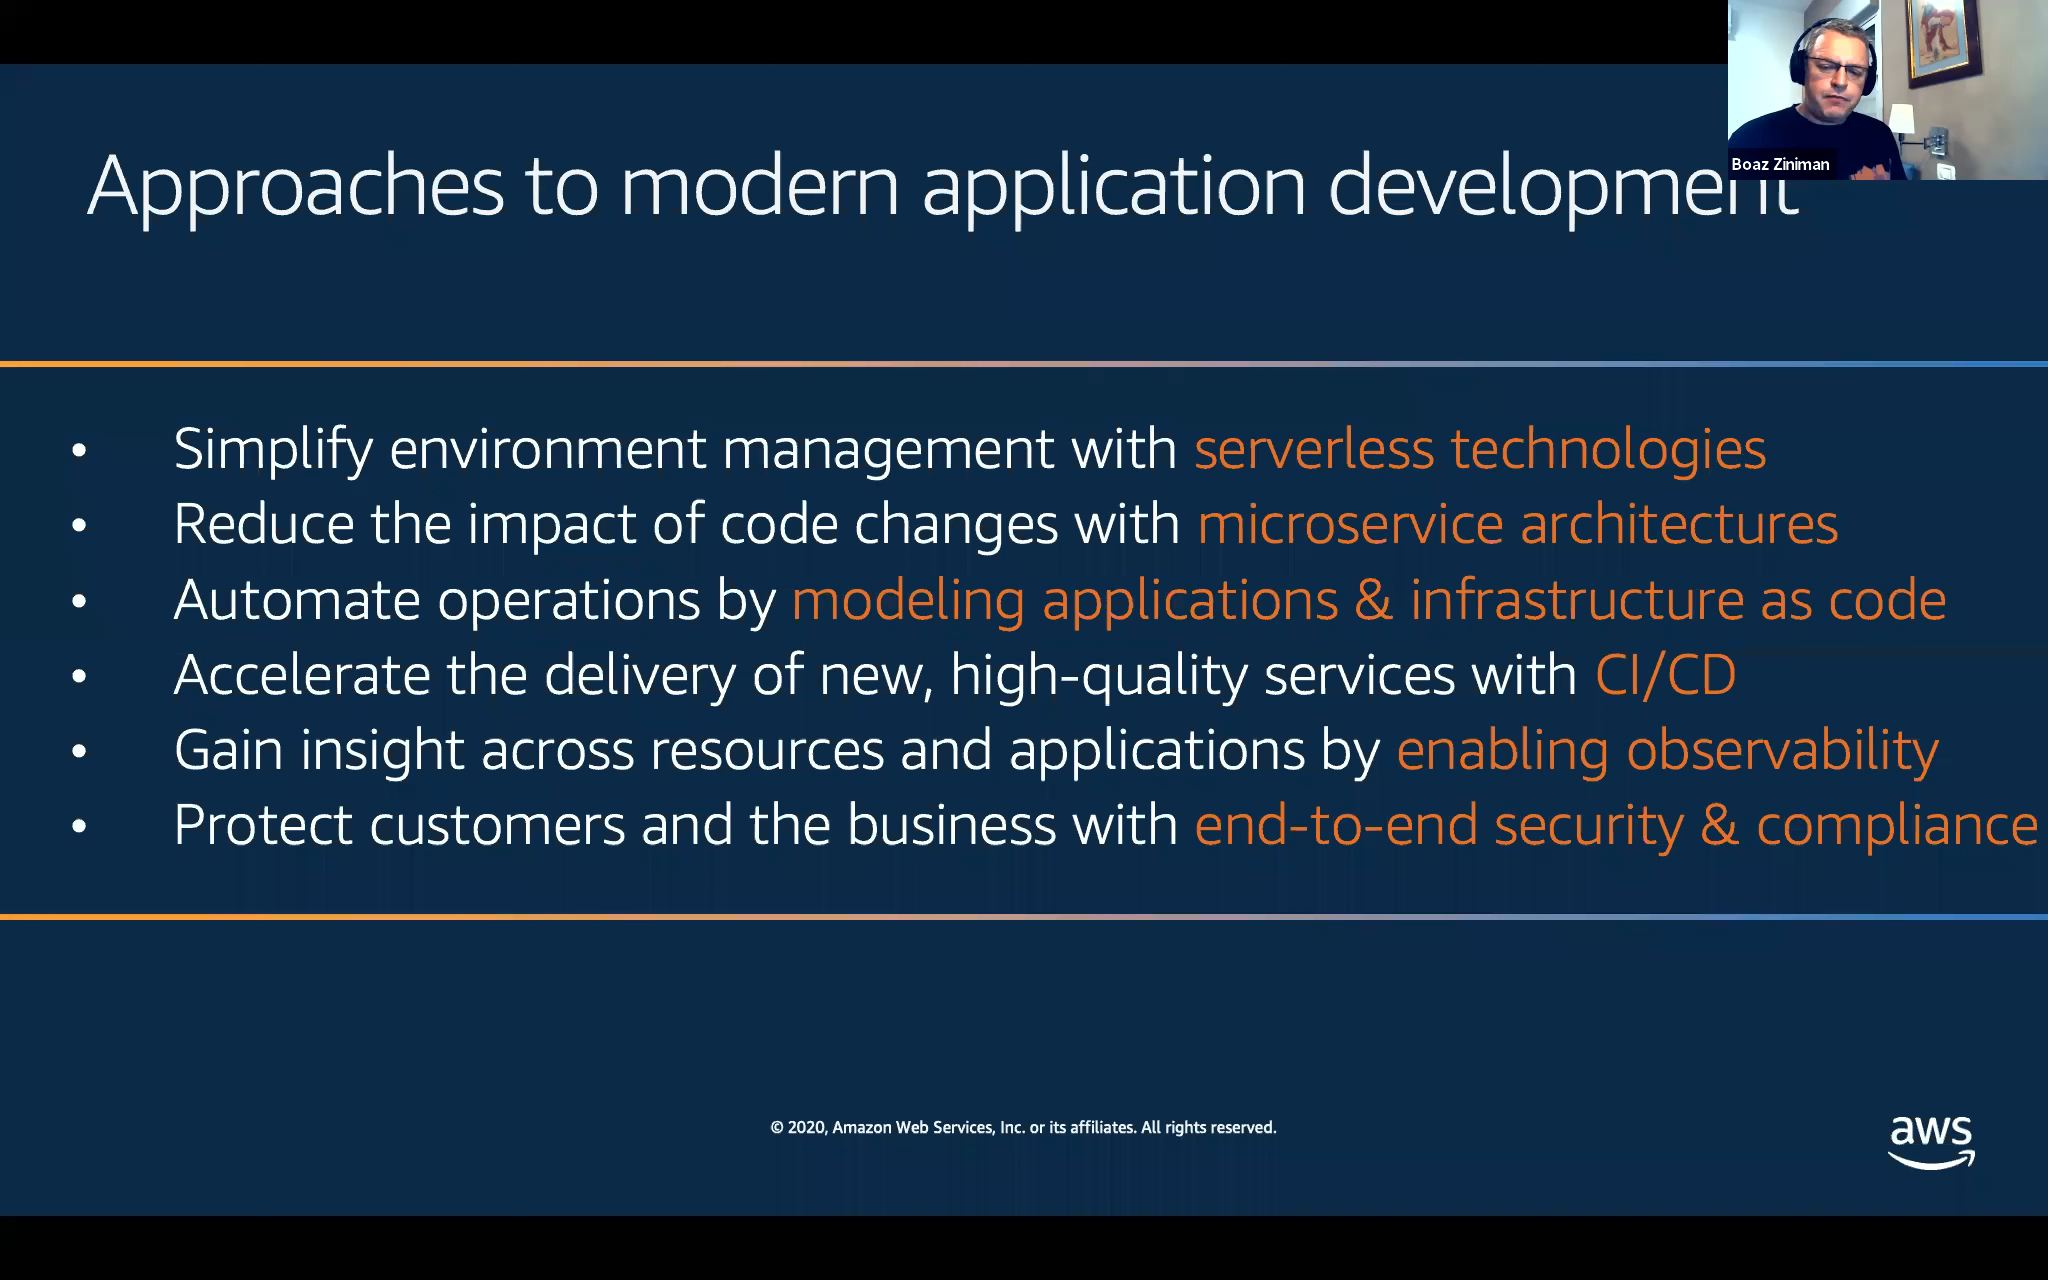 Boaz Ziniman
Approaches to modern application development
• Simplify environment management with serverless technologies
• Reduce the impact of code changes with microservice architectures
• Automate operations by modeling applications & infrastructure as code
• Accelerate the delivery of new, high-quality services with CI/CD
• Gain insight across resources and applications by enabling observability
• Protect customers and the business with end-to-end security & compliance
© 2020, Amazon Web Services, Inc. or its affiliates. All rights reserved.
aws